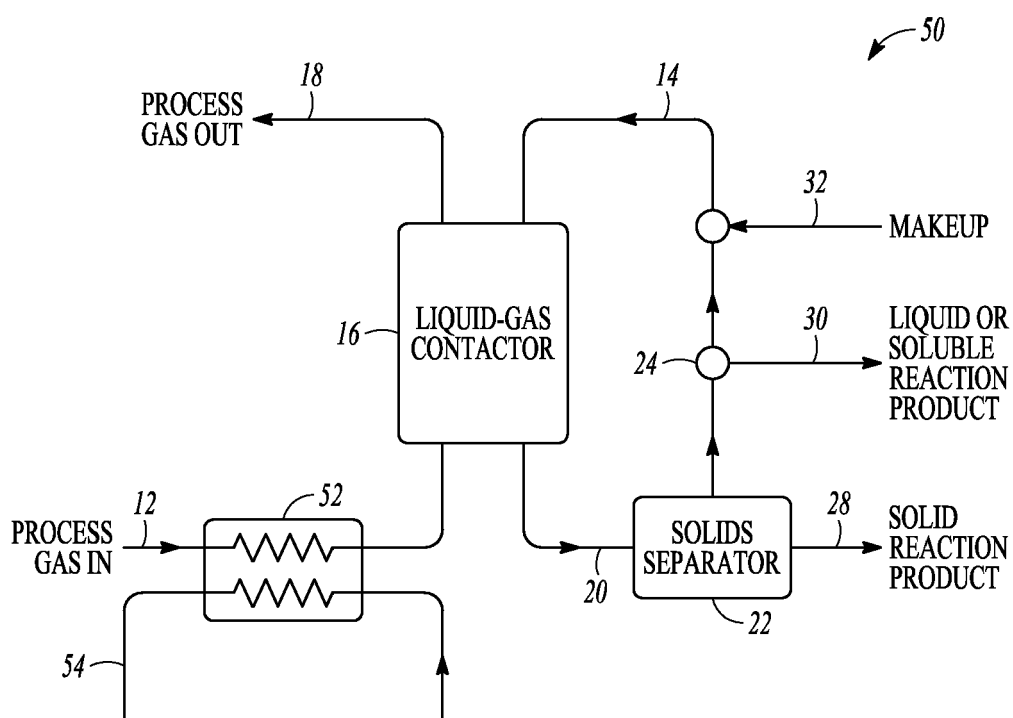 50
18
14
PROCESS
GAS OUT
32
MAKEUP
16
LIQUID-GAS
CONTACTOR
24
30
LIQUID OR
SOLUBLE
REACTION
PRODUCT
12
52
PROCESS
GAS IN
SOLIDS
SEPARATOR
28
SOLID
REACTION
PRODUCT
20
22
54